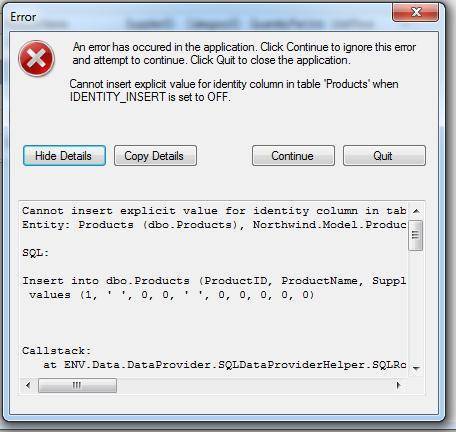 Error
An error has occured in the application. Click Continue to ignore this error
and attempt to continue. Click Quit to close the application.
Cannot insert explicit value for identity column in table 'Products' when
IDENTITY_INSERT is set to OFF.
Hide Details Copy Details Continue Quit
Cannot insert explicit value for identity column in tab
Entity: Products (dbo.Products), Northwind.Model.Produc
SQL:
Insert into dbo.Products (ProductID, ProductName, Suppl
values (1, ' ', 0, 0, ' ', 0, 0, 0, 0, 0)
Callstack:
at ENV.Data.DataProvider.SQLDataProviderHelper.SQLRo